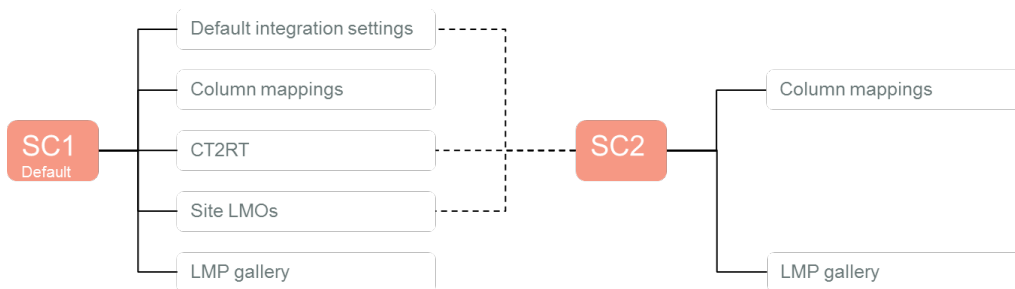 Default integration settings
Column mappings
Column mappings
SC1
Default
CT2RT
SC2
Site LMOs
LMP gallery
LMP gallery